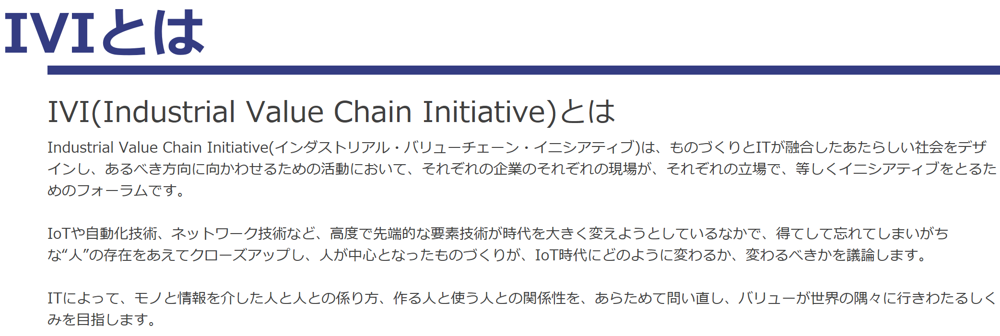 IVIとは
IVI(Industrial Value Chain Initiative)とは
Industrial Value Chain Initiative(インダストリアル・バリューチェーン・イニシアティブ)は、ものづくりとITが融合したあたらしい社会をデザ
インし、あるべき方向に向かわせるための活動において、それぞれの企業のそれぞれの現場が、それぞれの立場で、等しくイニシアティブをとるた
めのフォーラムです。
IoTや自動化技術、ネットワーク技術など、高度で先端的な要素技術が時代を大きく変えようとしているなかで、得てして忘れてしまいがち
な“人”の存在をあえてクローズアップし、人が中心となったものづくりが、IoT時代にどのように変わるか、変わるべきかを議論します。
ITによって、モノと情報を介した人と人との係り方、作る人と使う人との関係性を、あらためて問い直し、バリューが世界の隅々に行きわたるしく
みを目指します。